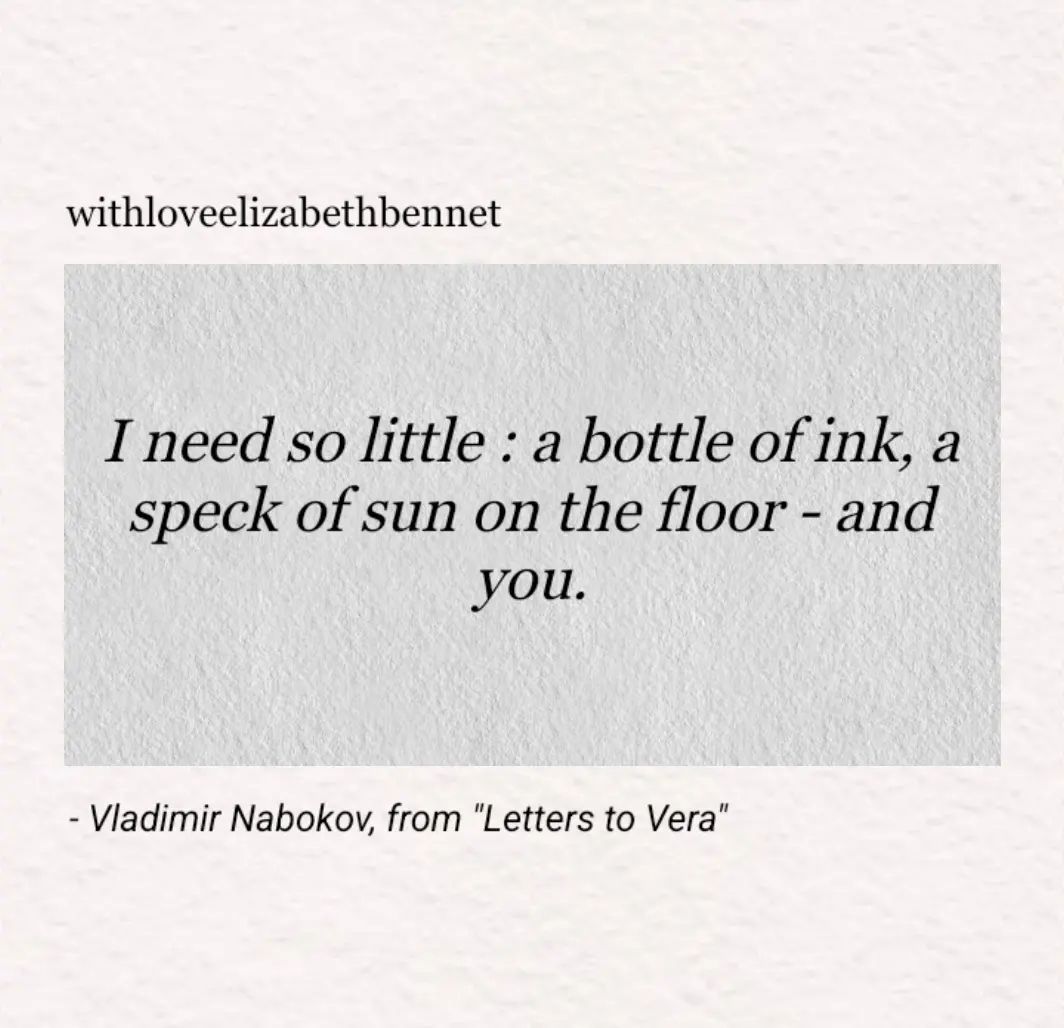 withloveelizabethbennet
I need so little : a bottle of ink, a
speck of sun on the floor - and
you.
- Vladimir Nabokov, from "Letters to Vera"